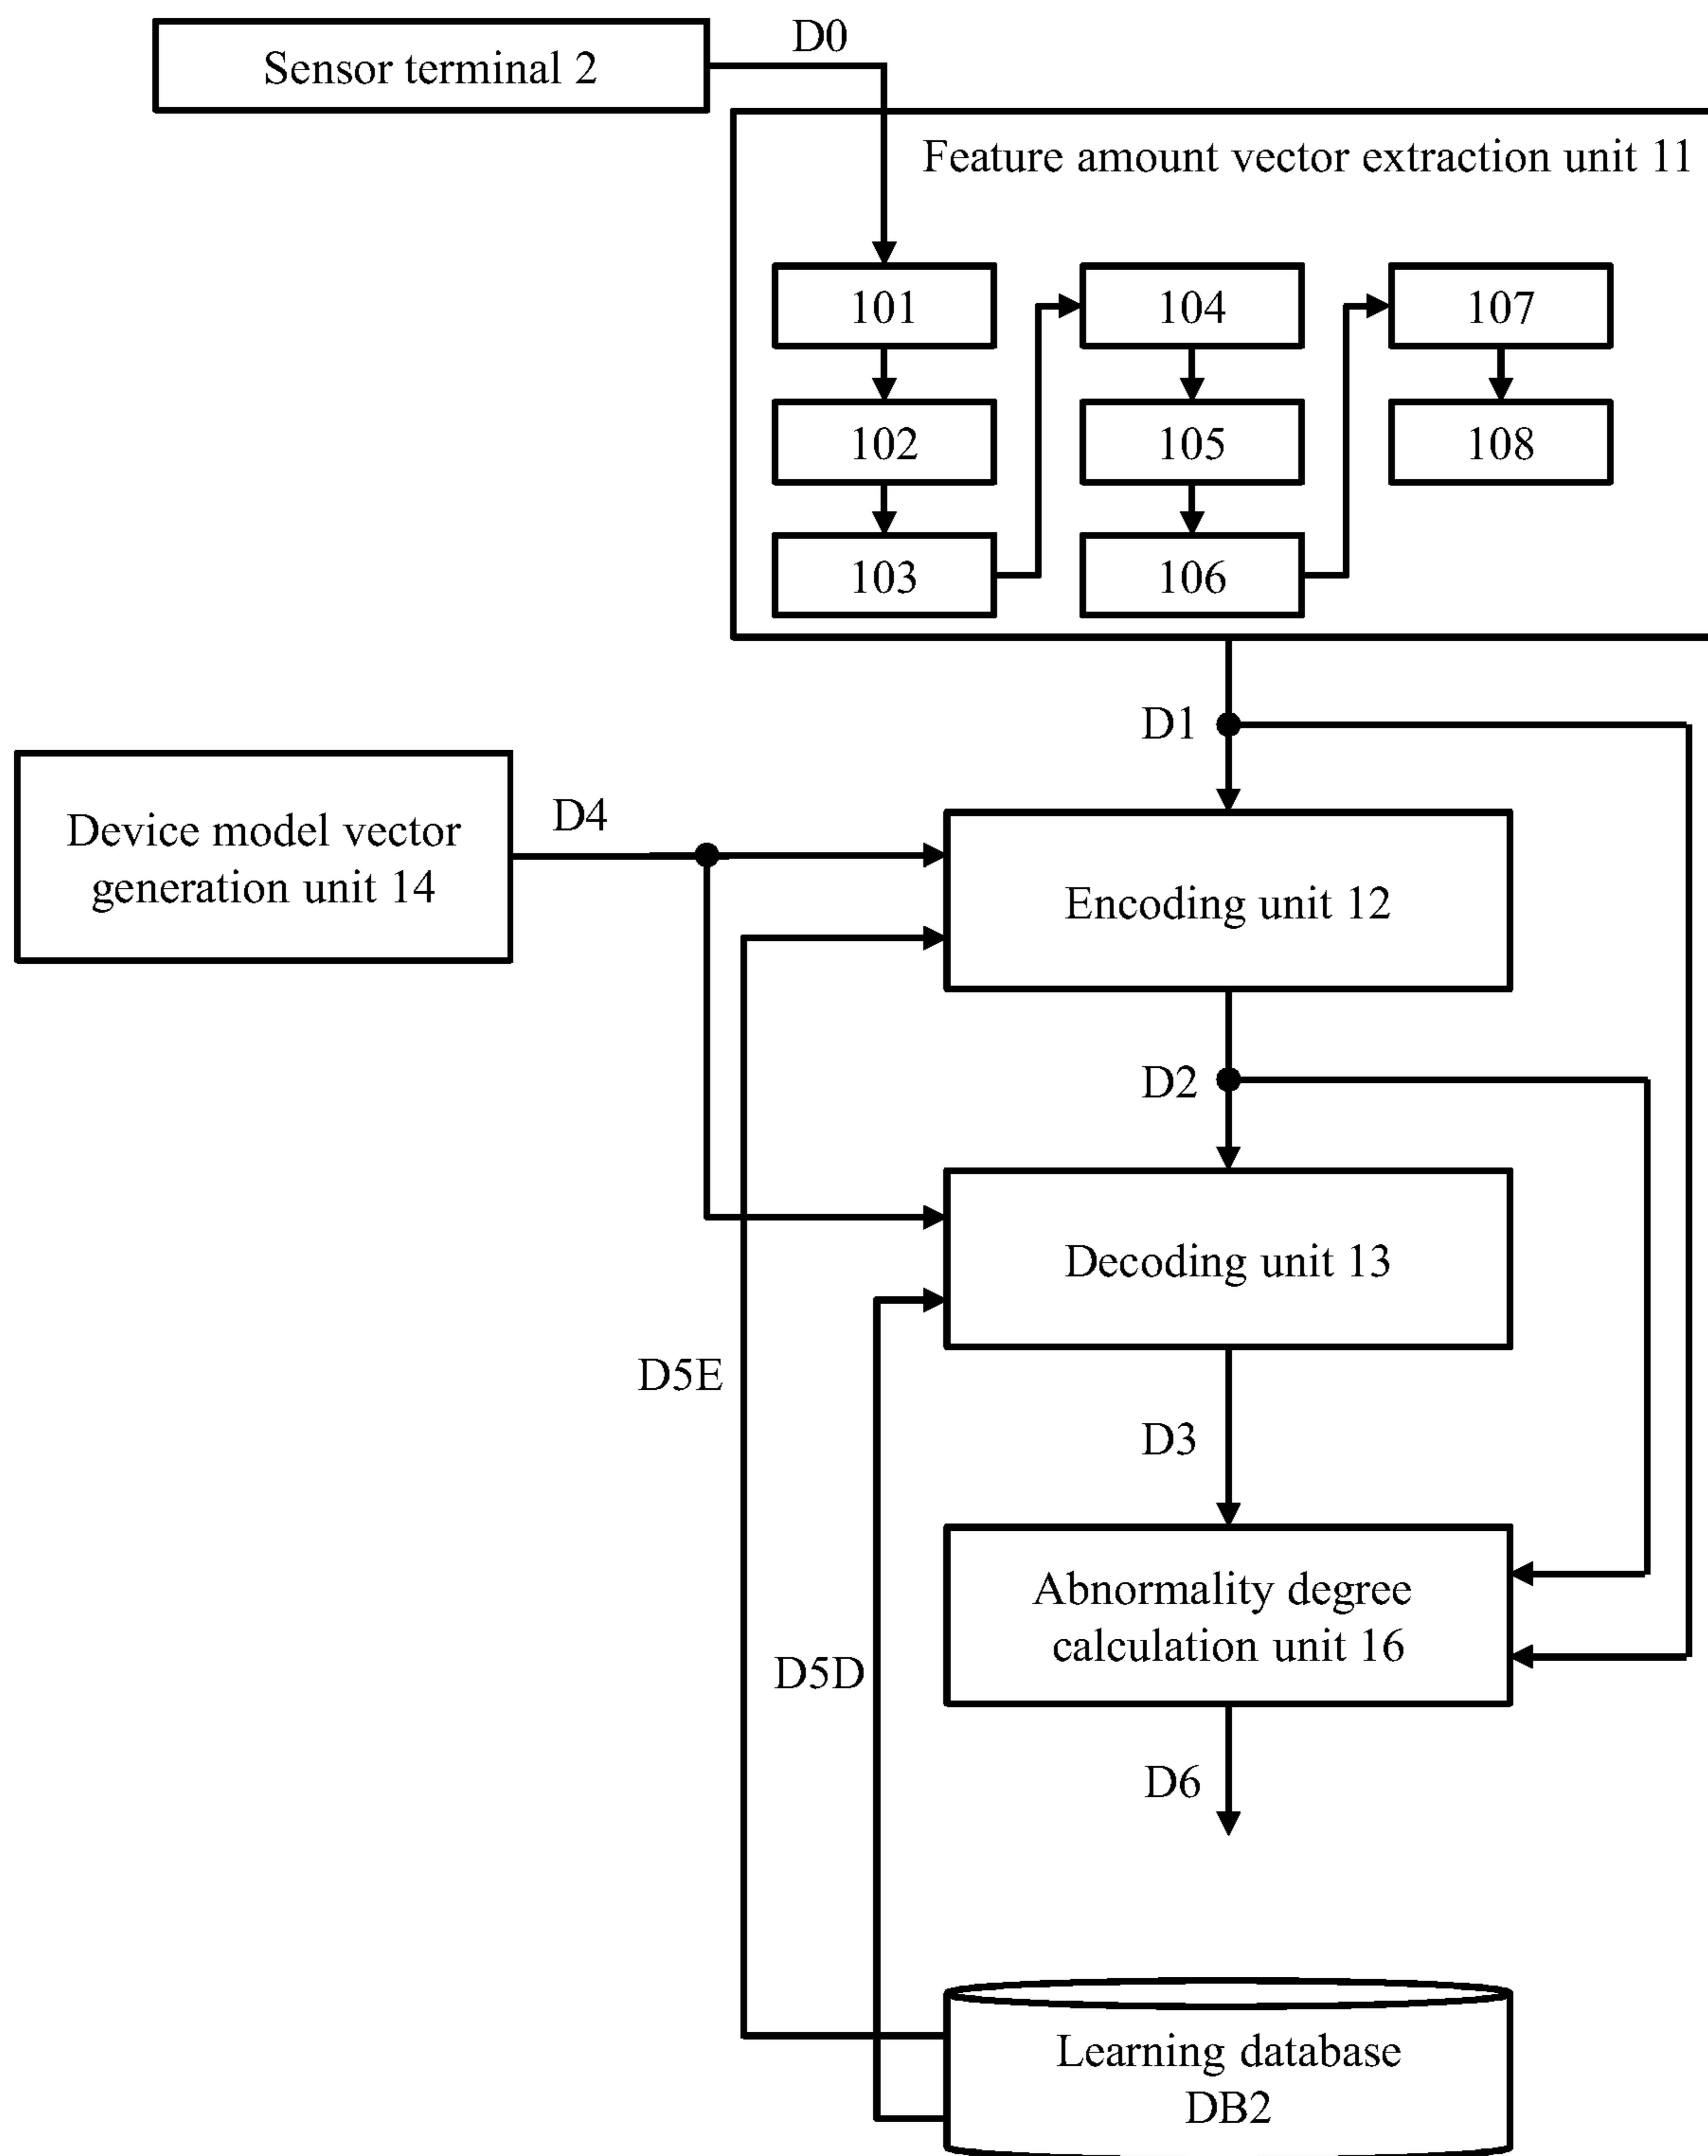 Sensor terminal 2
D0
Feature amount vector extraction unit 11
101
104
107
102
105
108
103
106
D1
Device model vector
generation unit 14
D4
Encoding unit 12
D2
Decoding unit 13
D5E
D3
Abnormality degree
calculation unit 16
D5D
D6
Learning database
DB2